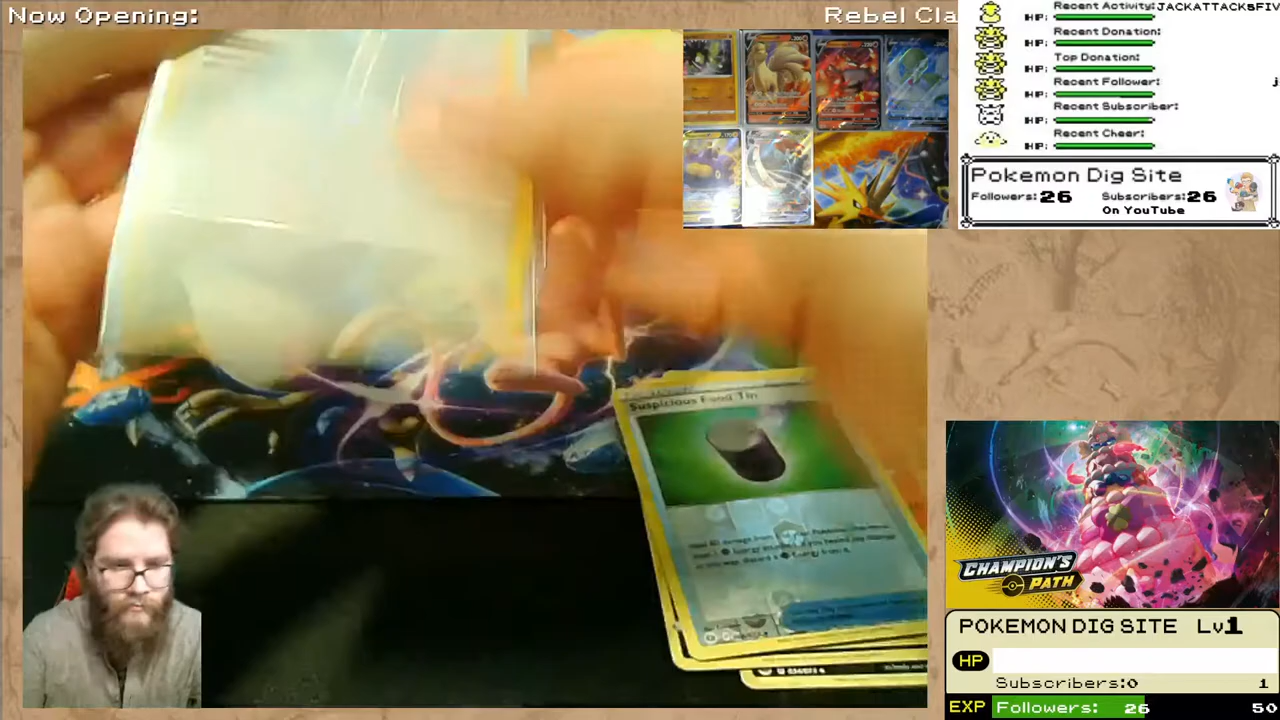 Now Opening:
Rebel Cla
Recent Activity: JACKATTACKSFIV
HP:
Recent Donation:
HP:
Top Donation:
HP:
Recent Follower: j
HP:
Recent Subscriber:
HP:
Recent Cheer:
HP:
Pokemon Dig Site
Followers: 26 Subscribers: 26
On YouTube
Suspicious Food Tin
CHAMPION'S
PATH
POKEMON DIG SITE Lv1
HP
Subscribers:0 1
EXP Followers: 26 50